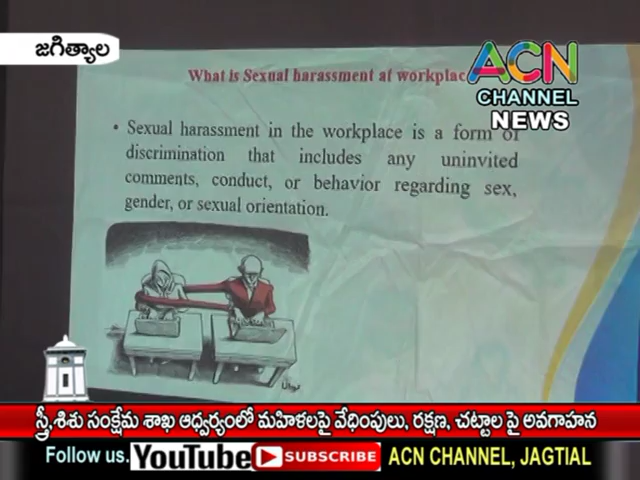 జగిత్యాల
ACN
CHANNEL
NEWS
What is Sexual harassment at workplac
• Sexual harassment in the workplace is a form of
discrimination that includes any uninvited
comments, conduct, or behavior regarding sex,
gender, or sexual orientation.
స్త్రీ,శిశు సంక్షేమ శాఖ ఆధ్వర్యంలో మహిళలపై వేధింపులు, రక్షణ, చట్టాల పై అవగాహన
Follow us. YouTube SUBSCRIBE ACN CHANNEL, JAGTIAL